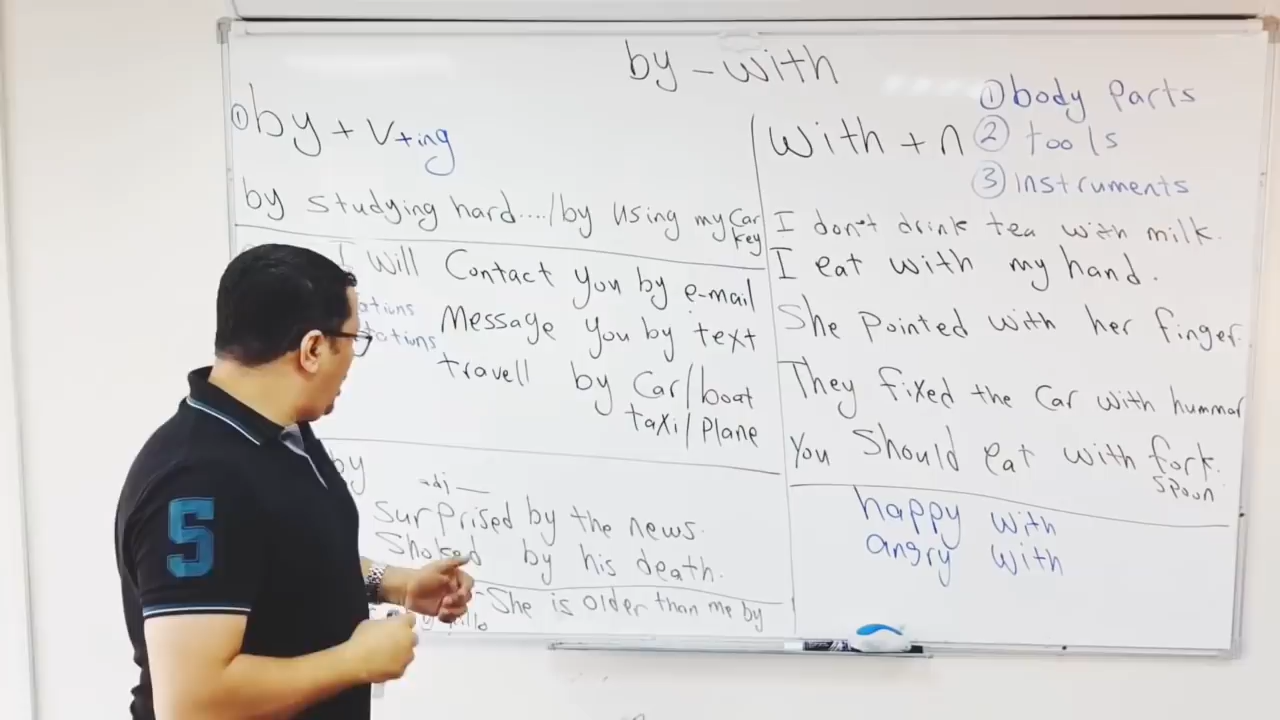 by - with
① by + V+ing
by studying hard..../by using my Car key
Will Contact you by e-mail
Message you by text
travell by Car/boat
taxi/Plane
by
adj
Surprised by the news.
Shoked by his death.
-She is older than me by
with + n
① body parts
② tools
③ instruments
I don't drink tea with milk.
I eat with my hand.
She pointed with her finger.
They fixed the Car with hummar
You Should eat with fork.
spoon
happy with
angry with
5